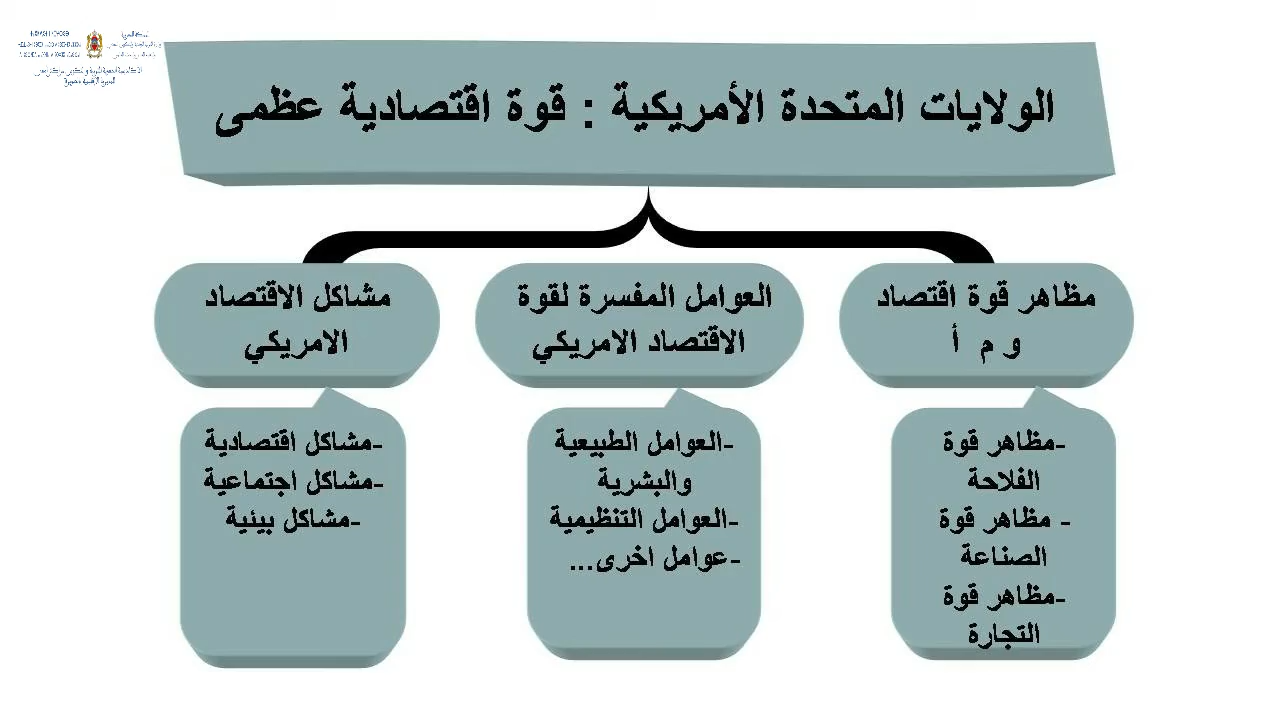 الولايات المتحدة الأمريكية : قوة اقتصادية عظمى
مظاهر قوة اقتصاد
و م أ
-مظاهر قوة
الفلاحة
- مظاهر قوة
الصناعة
-مظاهر قوة
التجارة
العوامل المفسرة لقوة
الاقتصاد الامريكي
-العوامل الطبيعية
والبشرية
-العوامل التنظيمية
-عوامل اخرى...
مشاكل الاقتصاد
الامريكي
-مشاكل اقتصادية
-مشاكل اجتماعية
-مشاكل بيئية